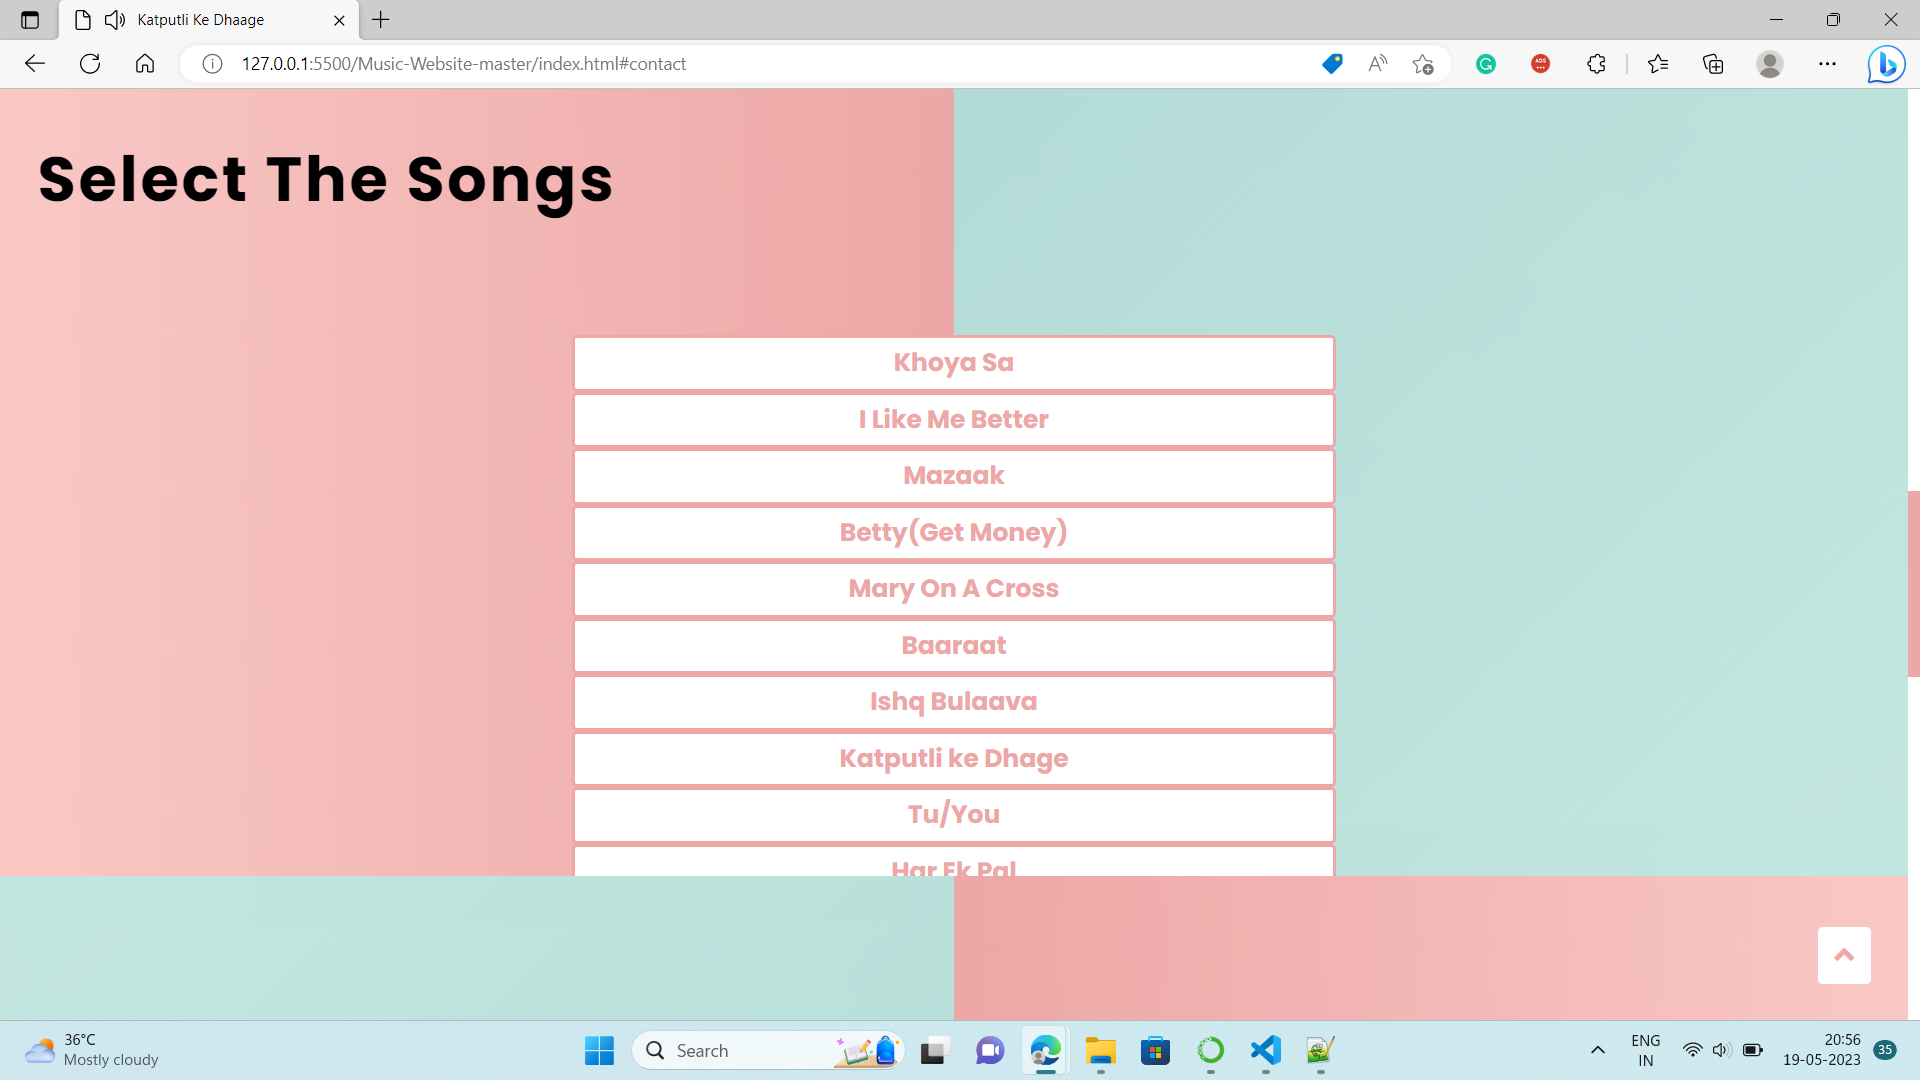 Katputli Ke Dhaage
127.0.0.1:5500/Music-Website-master/index.html#contact
ADS
Select The Songs
Khoya Sa
I Like Me Better
Mazaak
Betty(Get Money)
Mary On A Cross
Baaraat
Ishq Bulaava
Katputli ke Dhage
Tu/You
Har Ek Pal
36°C
Mostly cloudy
Search
ENG
IN
20:56
19-05-2023
35